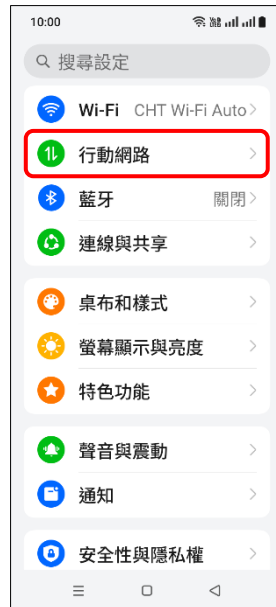 10:00
搜尋設定
Wi-Fi CHT Wi-Fi Auto
行動網路
藍牙 關閉
連線與共享
桌布和樣式
螢幕顯示與亮度
特色功能
聲音與震動
通知
安全性與隱私權